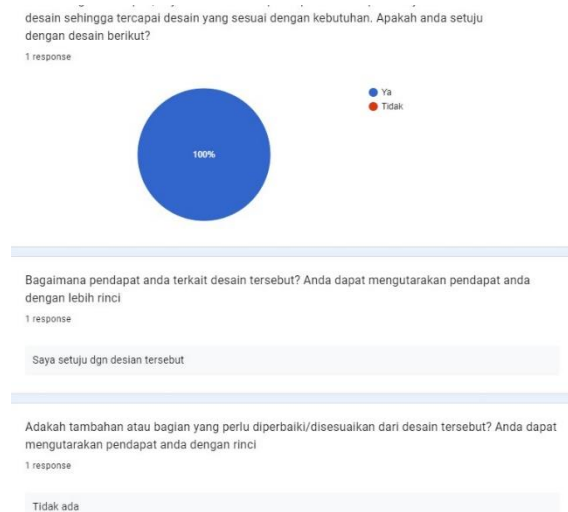 desain sehingga tercapai desain yang sesuai dengan kebutuhan. Apakah anda setuju
dengan desain berikut?
1 response
Ya
Tidak
100%
Bagaimana pendapat anda terkait desain tersebut? Anda dapat mengutarakan pendapat anda
dengan lebih rinci
1 response
Saya setuju dgn desian tersebut
Adakah tambahan atau bagian yang perlu diperbaiki/disesuaikan dari desain tersebut? Anda dapat
mengutarakan pendapat anda dengan rinci
1 response
Tidak ada